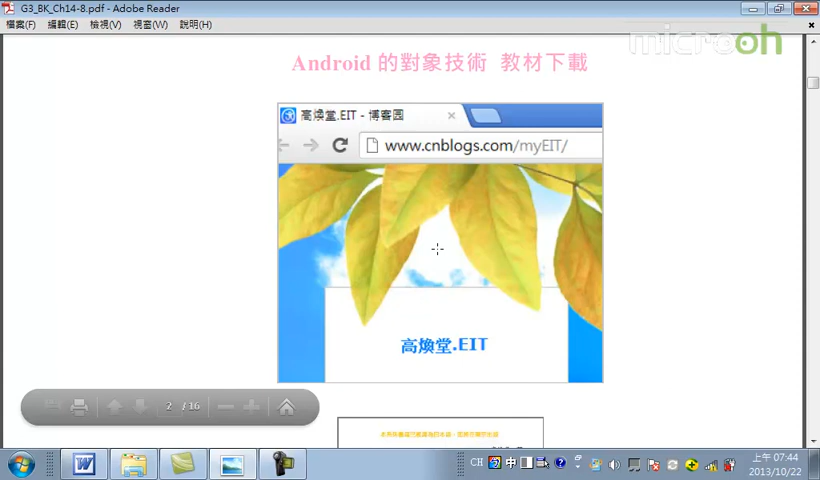 G3_BK_Ch14-8.pdf - Adobe Reader
檔案(F) 編輯(E) 檢視(V) 視窗(W) 說明(H)
microoh
Android 的對象技術 教材下載
高煥堂.EIT - 博客园
www.cnblogs.com/myEIT/
高煥堂.EIT
2 / 16
CH 中
上午 07:44
2013/10/22